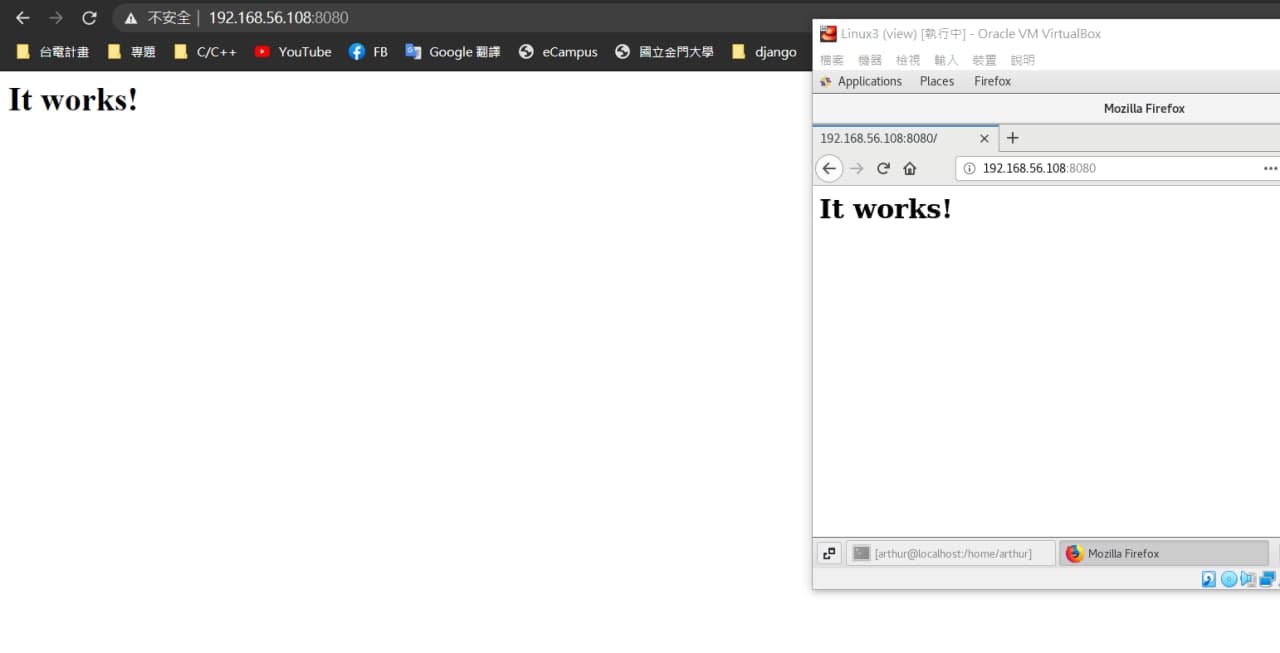 不安全 | 192.168.56.108:8080
台電計畫 專題 C/C++ YouTube FB Google 翻譯 eCampus 國立金門大學 django
It works!
Linux3 (view) [執行中] - Oracle VM VirtualBox
檔案 機器 檢視 輸入 裝置 說明
Applications Places Firefox
Mozilla Firefox
192.168.56.108:8080/
192.168.56.108:8080
It works!
[arthur@localhost:/home/arthur] Mozilla Firefox